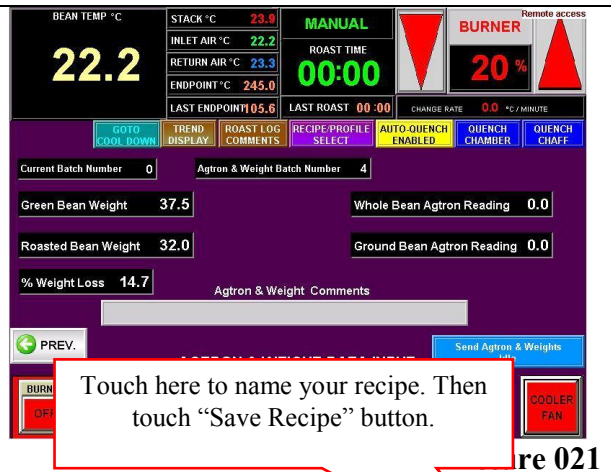 BEAN TEMP °C
22.2
STACK °C 23.9
INLET AIR °C 22.2
RETURN AIR °C 23.3
ENDPOINT °C 245.0
LAST ENDPOINT 105.6
MANUAL
ROAST TIME
00:00
LAST ROAST 00:00
BURNER
Remote access
20 %
CHANGE RATE 0.0 °C / MINUTE
GOTO COOL DOWN
TREND DISPLAY
ROAST LOG COMMENTS
RECIPE/PROFILE SELECT
AUTO-QUENCH ENABLED
QUENCH CHAMBER
QUENCH CHAFF
Current Batch Number 0
Agtron & Weight Batch Number 4
Green Bean Weight 37.5
Whole Bean Agtron Reading 0.0
Roasted Bean Weight 32.0
Ground Bean Agtron Reading 0.0
% Weight Loss 14.7
Agtron & Weight Comments
PREV.
Send Agtron & Weights
COOLER FAN
Touch here to name your recipe. Then
touch “Save Recipe” button.
021